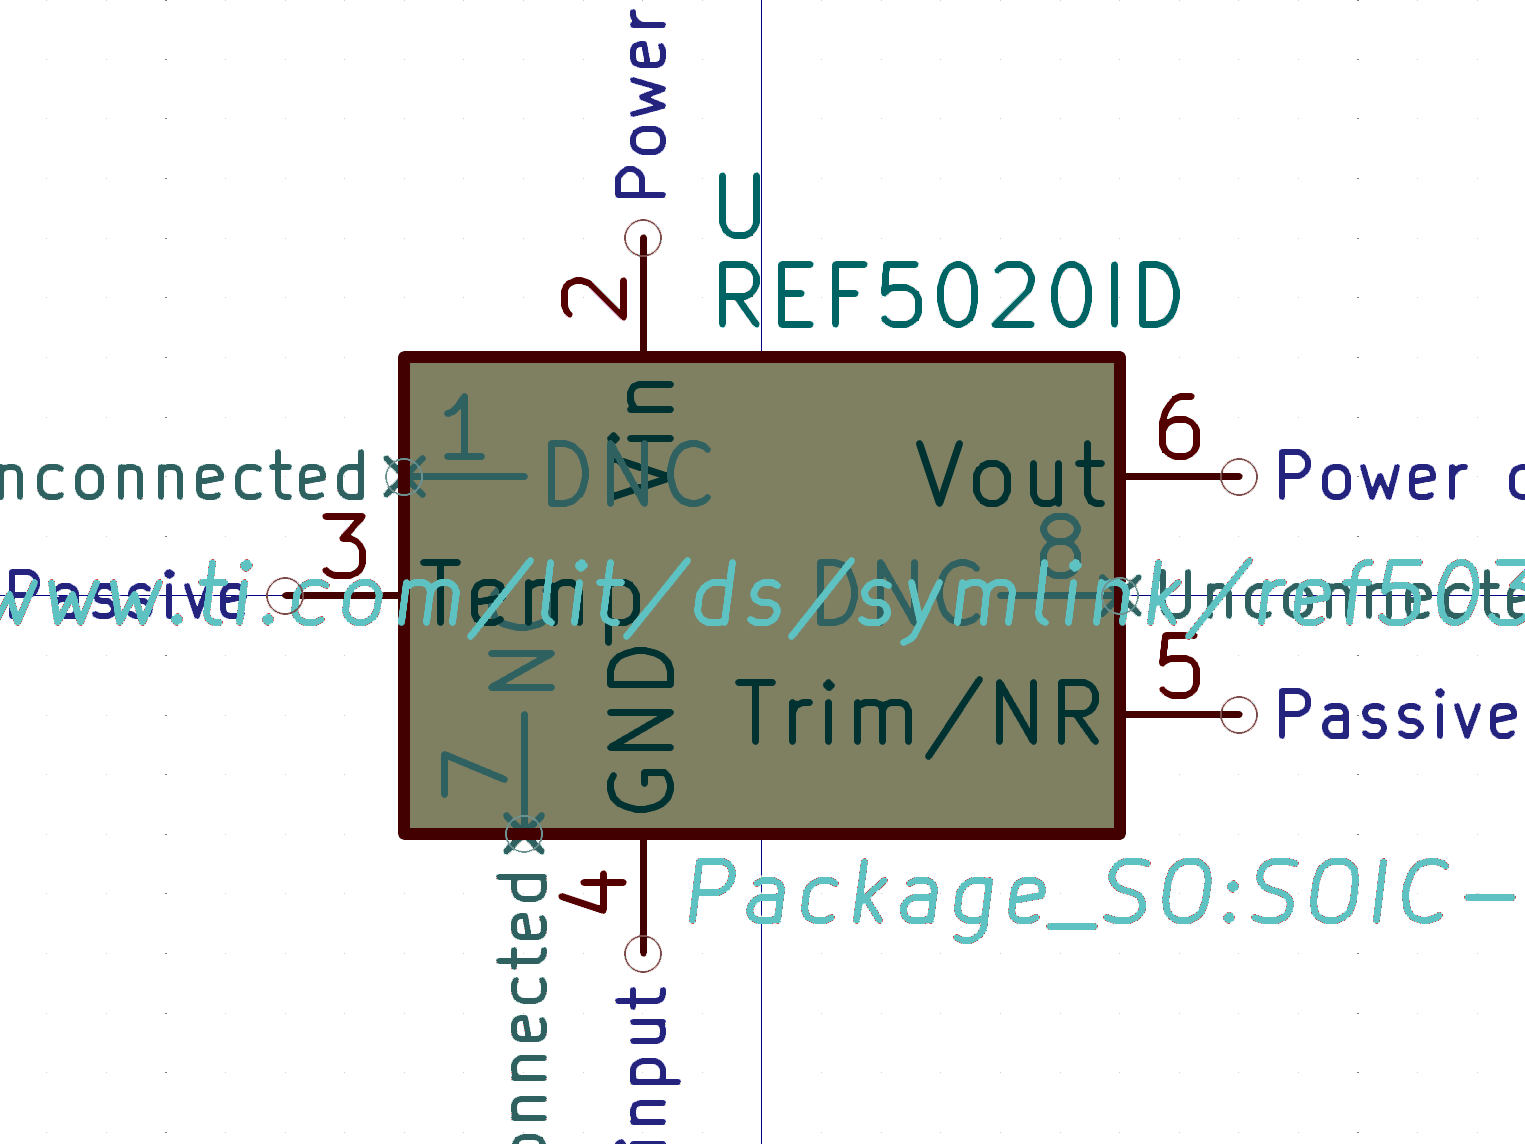 Power
U
REF5020ID
2
Vin
1
DNC
6
Vout
Power
nconnected
3
Passive
Temp
8
DNC
Unconnecte
www.ti.com/lit/ds/symlink/ref503
5
Trim/NR
Passive
NC
7
GND
4
Package_SO:SOIC-
onnected
input